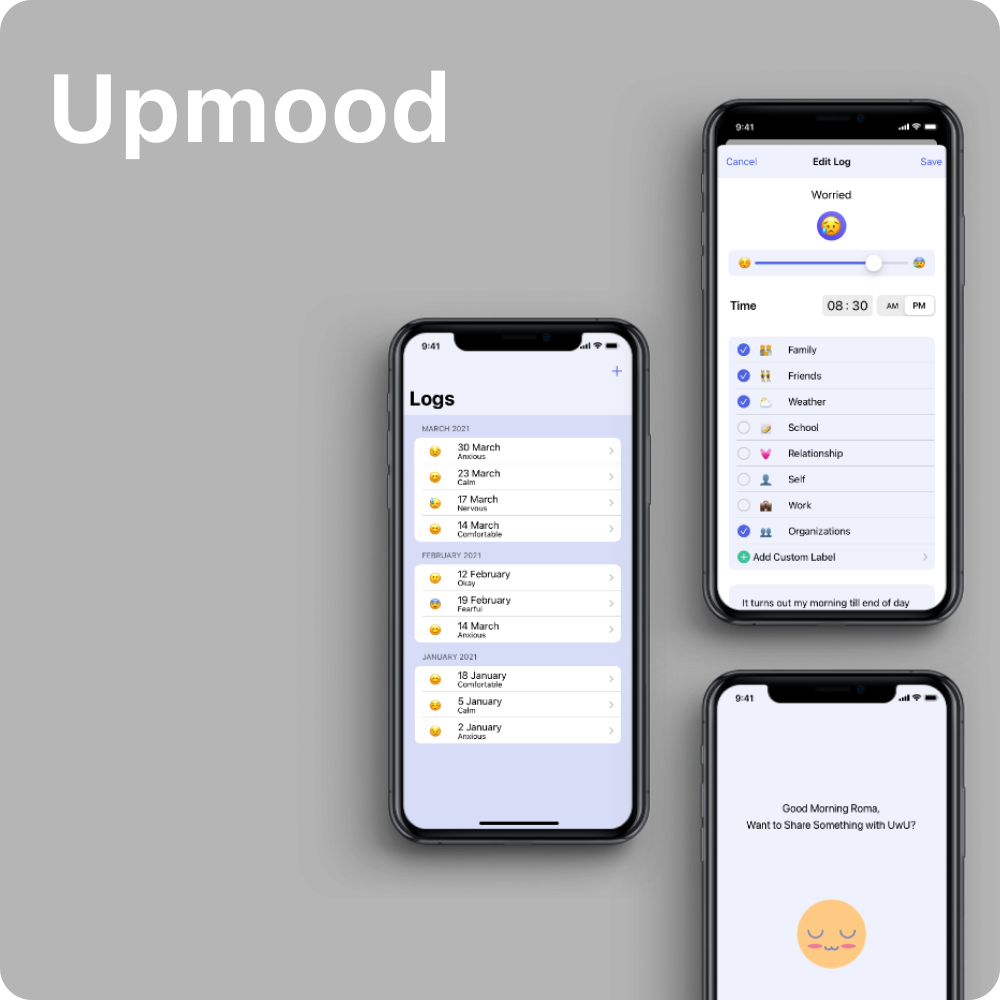 Upmood
9:41
Logs
MARCH 2021
30 March
Anxious
23 March
Calm
17 March
Nervous
14 March
Comfortable
FEBRUARY 2021
12 February
Okay
19 February
Fearful
14 March
Anxious
JANUARY 2021
18 January
Comfortable
5 January
Calm
2 January
Anxious
9:41
Cancel Edit Log Save
Worried
Time 08 : 30 AM PM
Family
Friends
Weather
School
Relationship
Self
Work
Organizations
Add Custom Label
It turns out my morning till end of day
9:41
Good Morning Roma,
Want to Share Something with UwU?